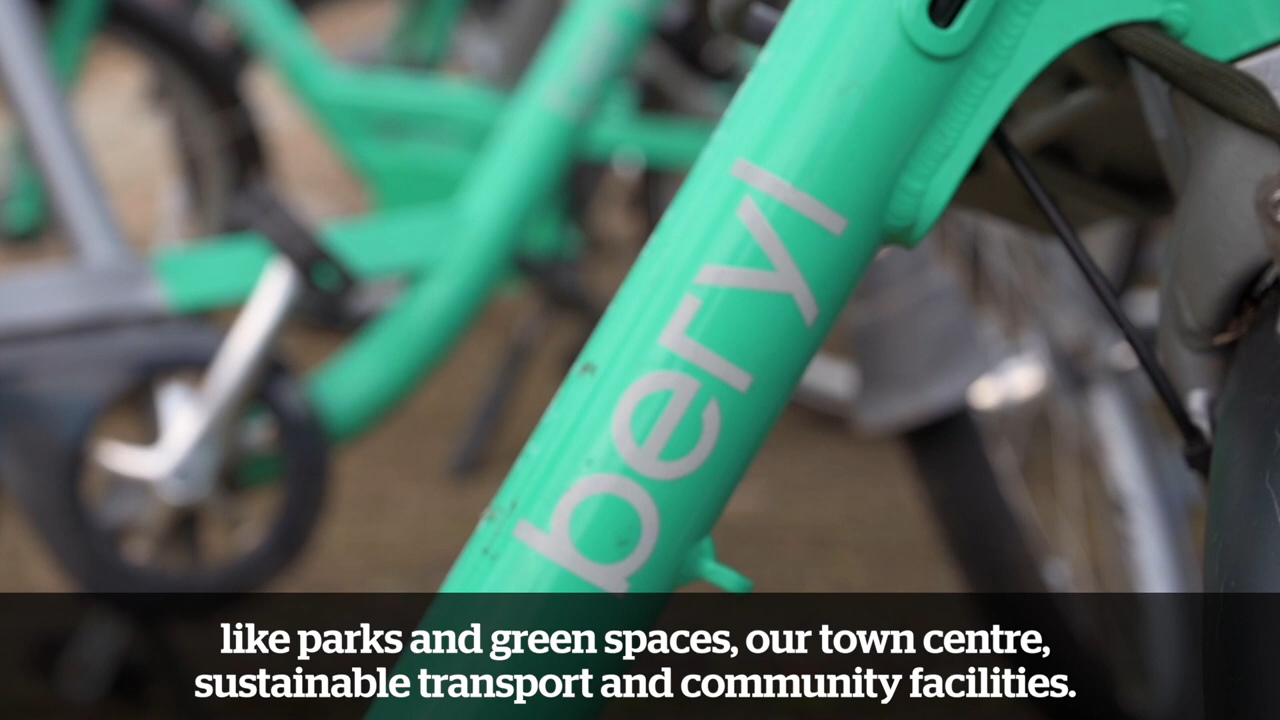 beryl
like parks and green spaces, our town centre,
sustainable transport and community facilities.